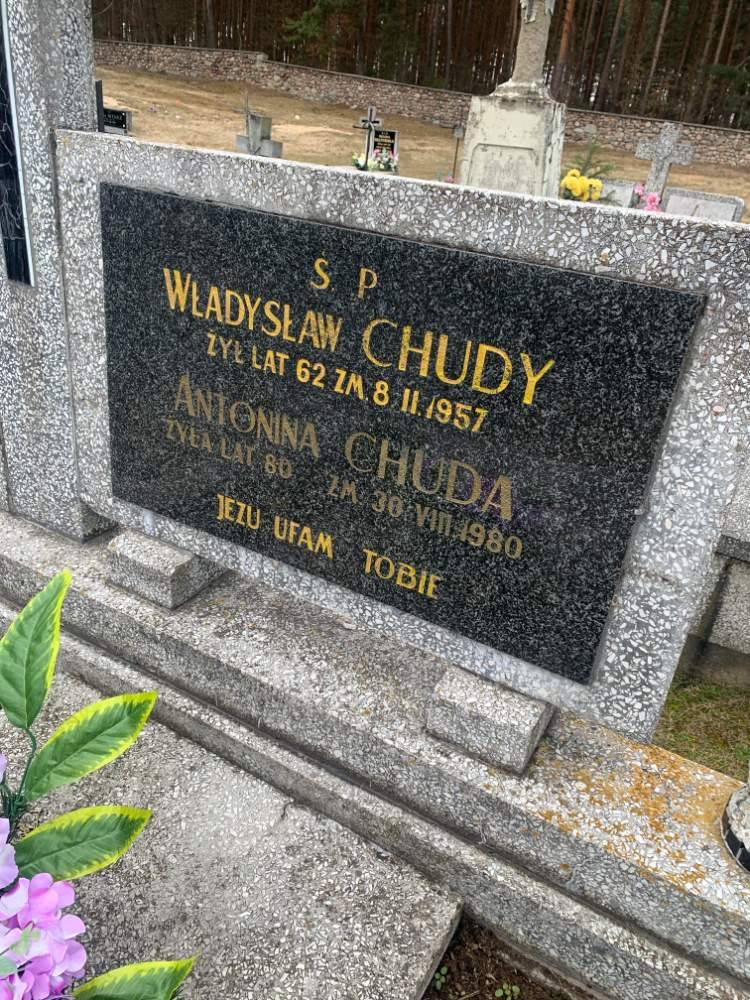 S P
WŁADYSŁAW CHUDY
ŻYŁ LAT 62 ZM. 8 II.1957
ANTONINA CHUDA
ŻYŁA LAT 80 ZM. 30 VIII.1980
JEZU UFAM TOBIE